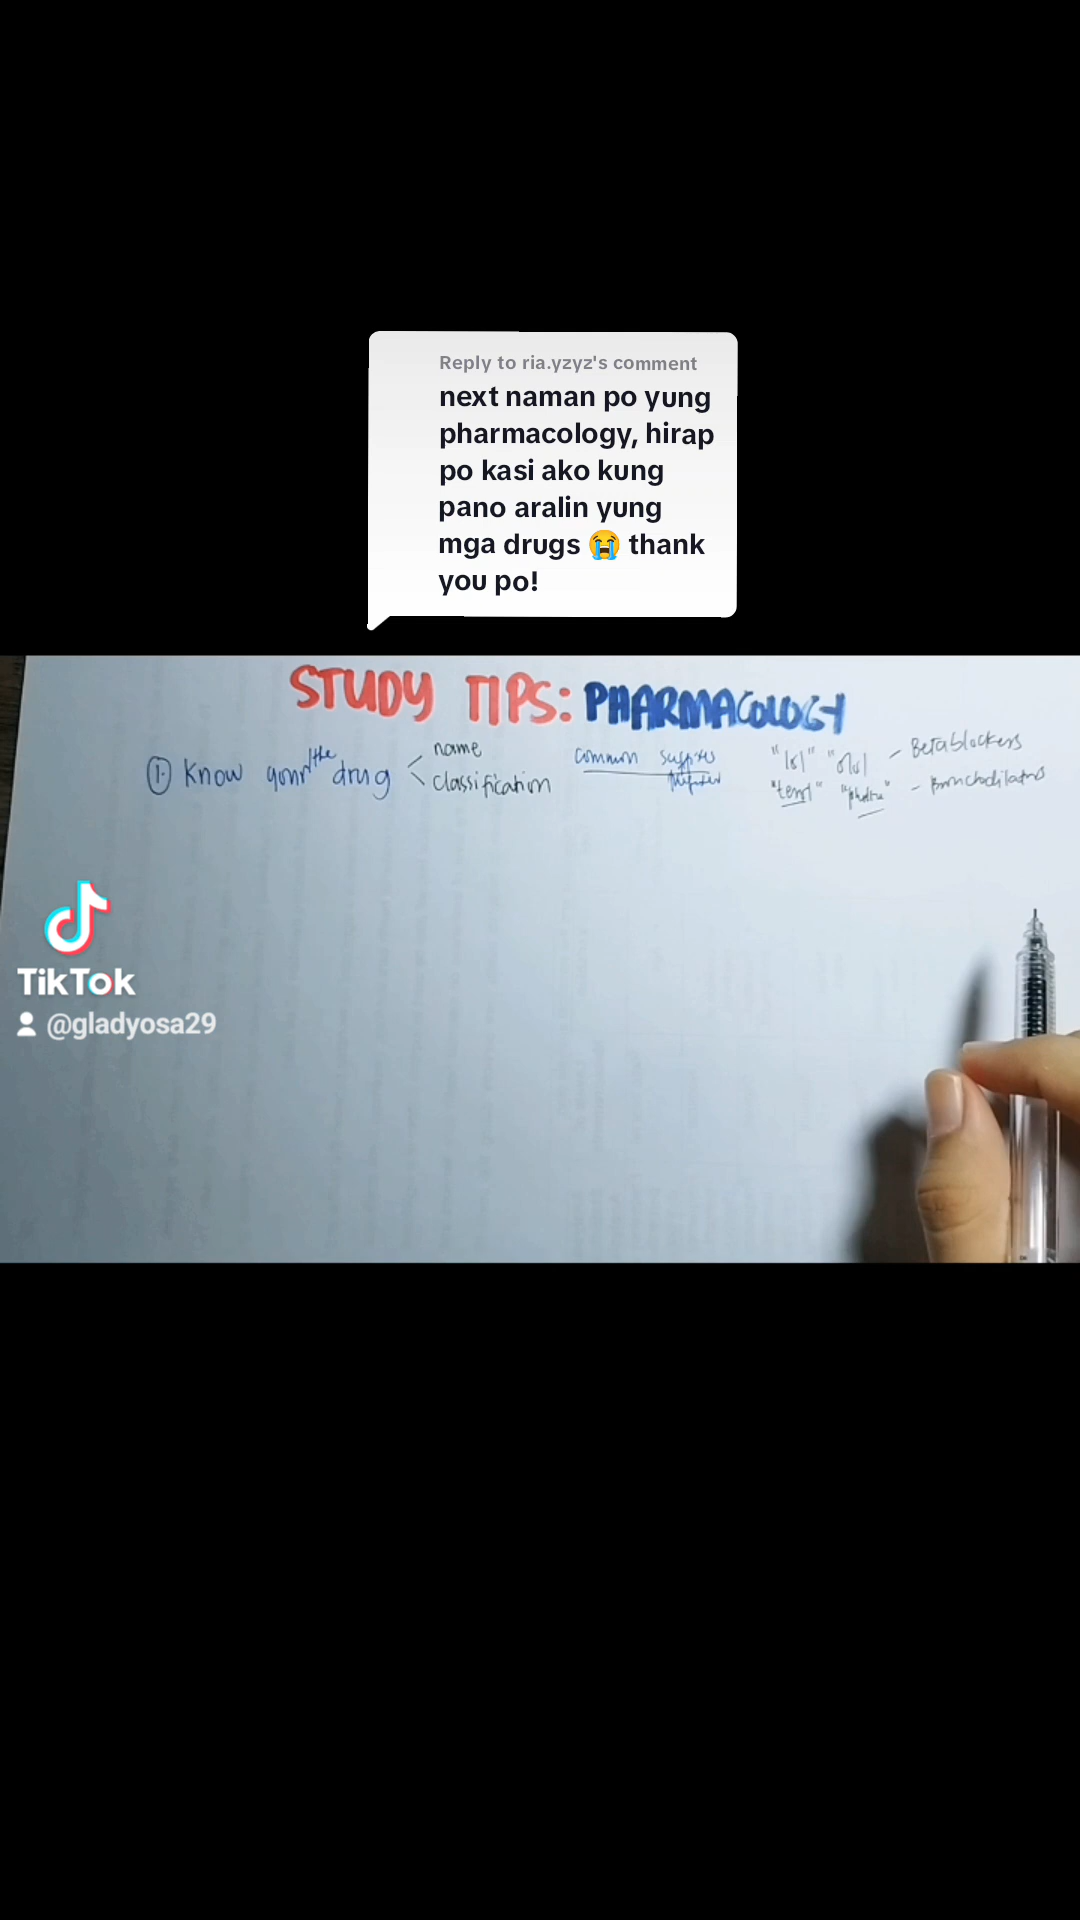 Reply to ria.yzyz's comment
next naman po yung
pharmacology, hirap
po kasi ako kung
pano aralin yung
mga drugs 😭 thank
you po!
STUDY TIPS: PHARMACOLOGY
1. Know your the drug
name
classification
common
"lol" "olol - Betablockers
"terol" - Bronchodilators
TikTok
@gladyosa29